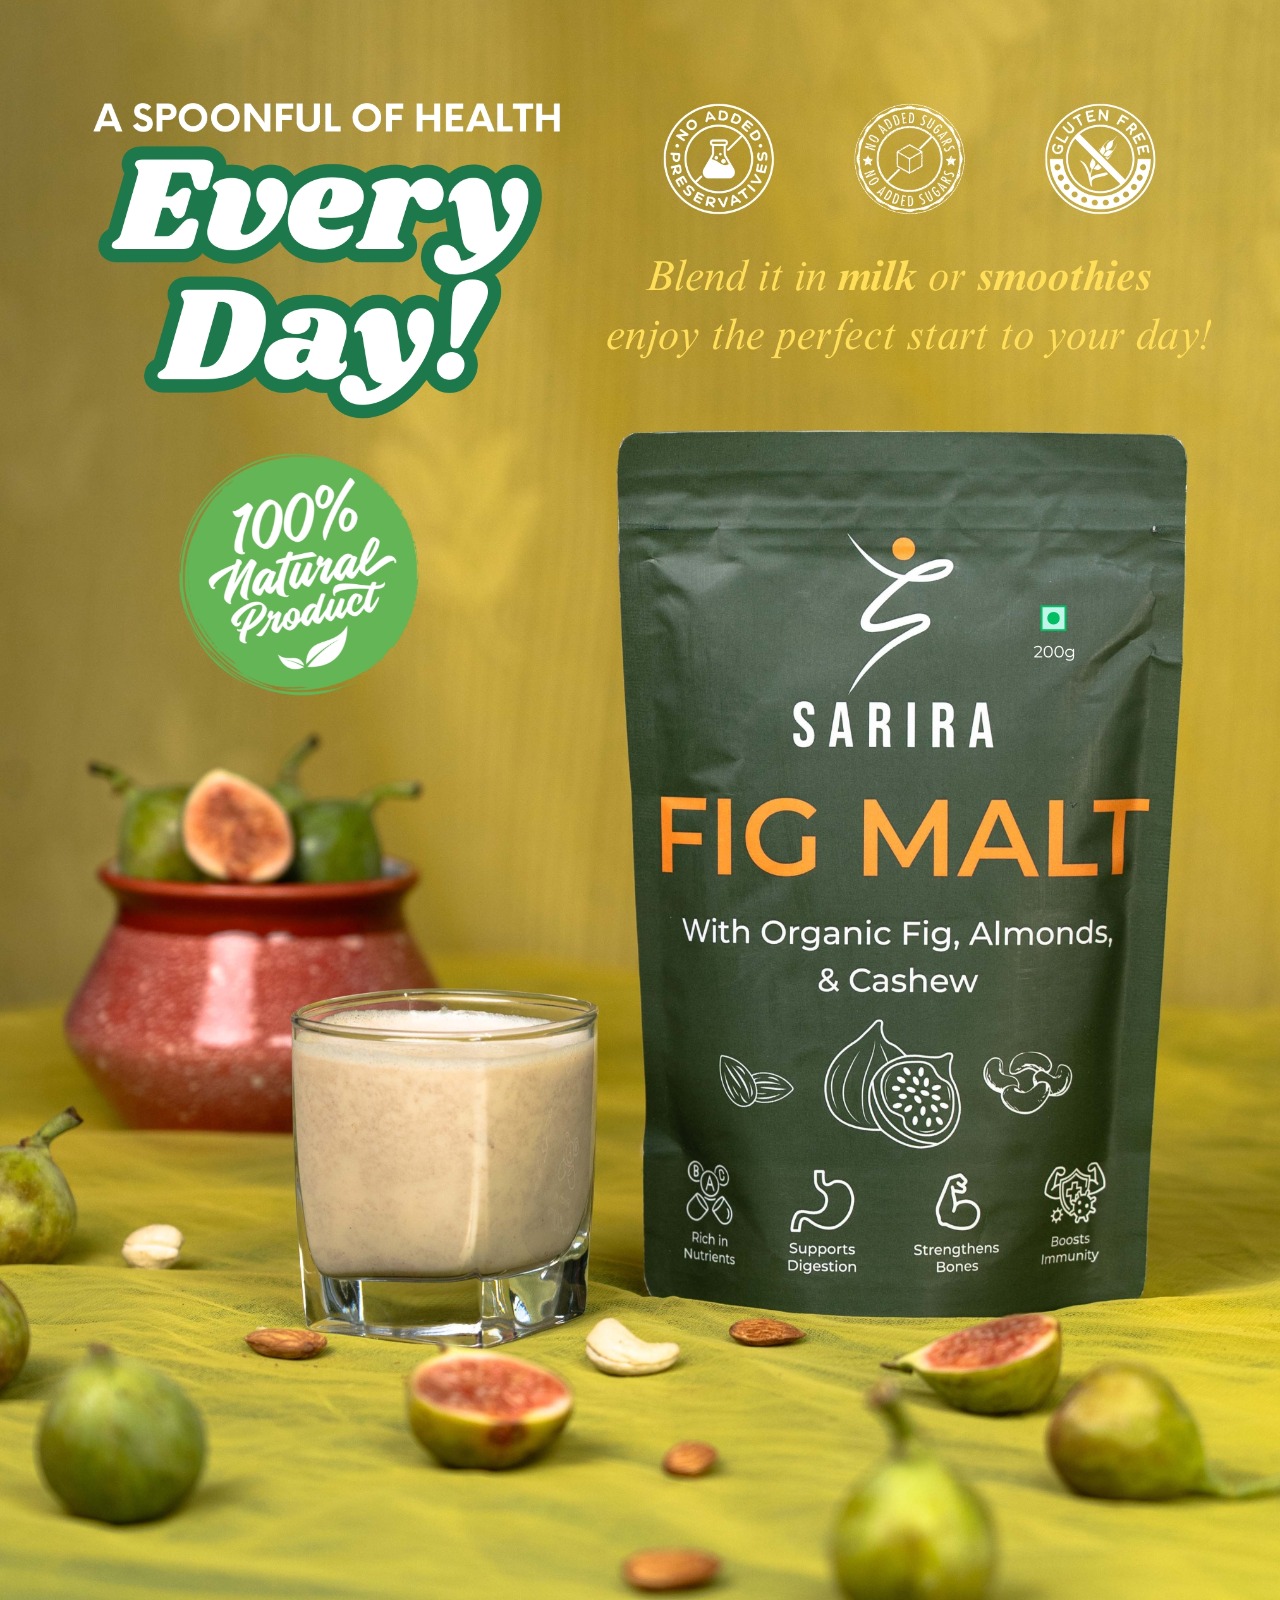 A SPOONFUL OF HEALTH
Every
Day!
NO ADDED
PRESERVATIVES
NO ADDED SUGARS
NO ADDED SUGARS
GLUTEN FREE
Blend it in milk or smoothies
enjoy the perfect start to your day!
100%
Natural
Product
200g
SARIRA
FIG MALT
With Organic Fig, Almonds,
& Cashew
B A C
Rich in
Nutrients
Supports
Digestion
Strengthens
Bones
Boosts
Immunity